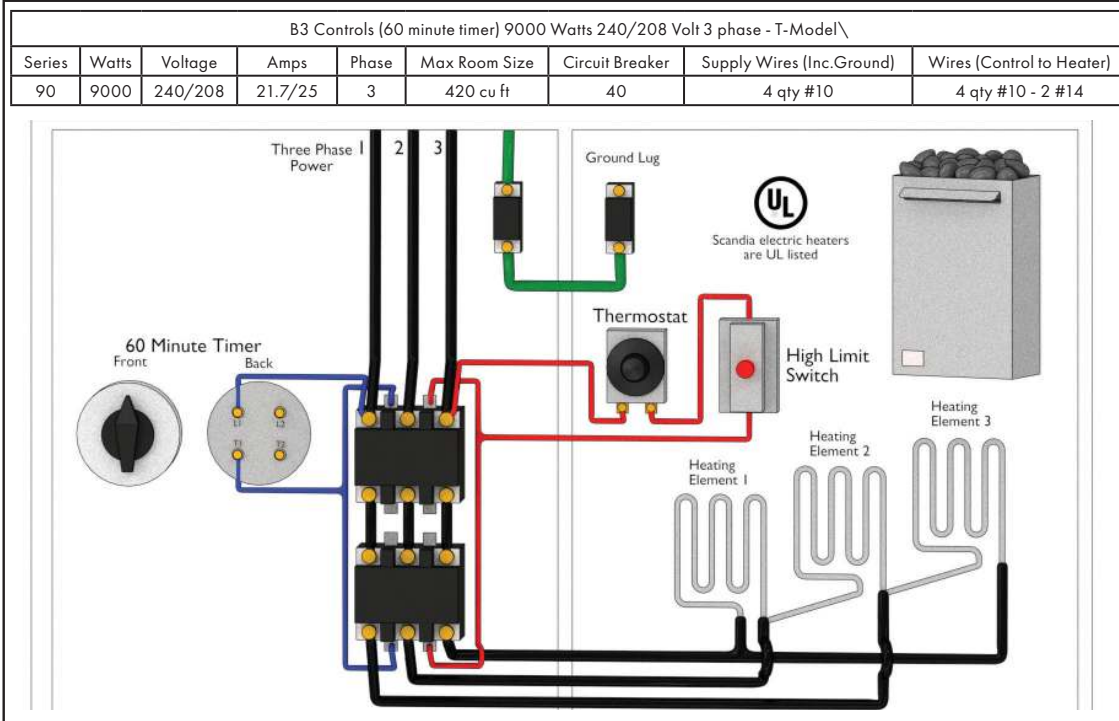 B3 Controls (60 minute timer) 9000 Watts 240/208 Volt 3 phase - T-Model\
Series Watts Voltage Amps Phase Max Room Size Circuit Breaker Supply Wires (Inc.Ground) Wires (Control to Heater)
90 9000 240/208 21.7/25 3 420 cu ft 40 4 qty #10 4 qty #10 - 2 #14
Three Phase
Power
1 2 3
Ground Lug
UL
Scandia electric heaters
are UL listed
Thermostat
High Limit
Switch
60 Minute Timer
Front
Back
L1 L2
T1 T2
Heating
Element 1
Heating
Element 2
Heating
Element 3